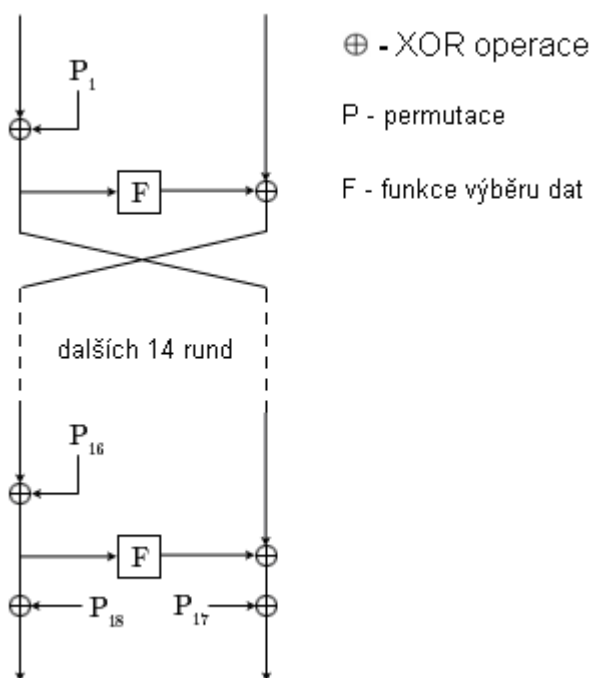 ⊕ - XOR operace
P₁
P - permutace
F
F - funkce výběru dat
dalších 14 rund
P₁₆
F
P₁₈ P₁₇